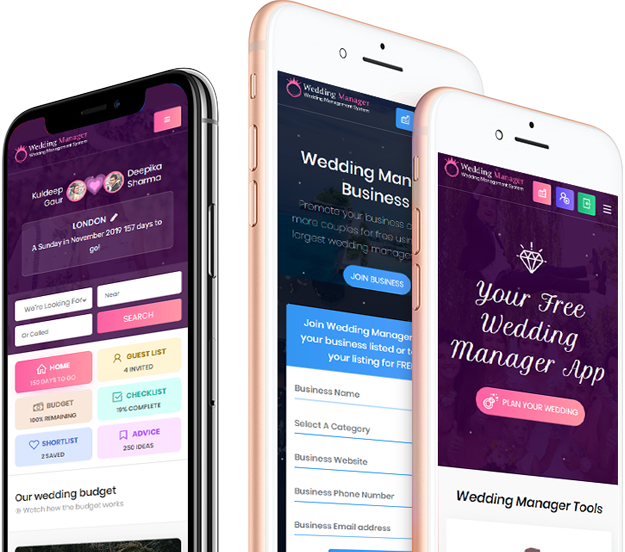 Wedding Manager
Wedding Management System
Kuldeep
Gaur
Deepika
Sharma
LONDON
A Sunday in November 2019 157 days to
go!
We're Looking For
Near
Or Called
SEARCH
HOME
150 DAYS TO GO
GUEST LIST
4 INVITED
BUDGET
100% REMAINING
CHECKLIST
19% COMPLETE
SHORTLIST
2 SAVED
ADVICE
250 IDEAS
Our wedding budget
Watch how the budget works
Wedding Manager
Wedding Management System
Wedding Man
Business
Promote your business
more couples for free usin
largest wedding manage
JOIN BUSINESS
Join Wedding Manager
your business listed or t
your listing for FRE
Business Name
Select A Category
Business Website
Business Phone Number
Business Email address
Wedding Manager
Wedding Management System
Your Free
Wedding
Manager App
PLAN YOUR WEDDING
Wedding Manager Tools